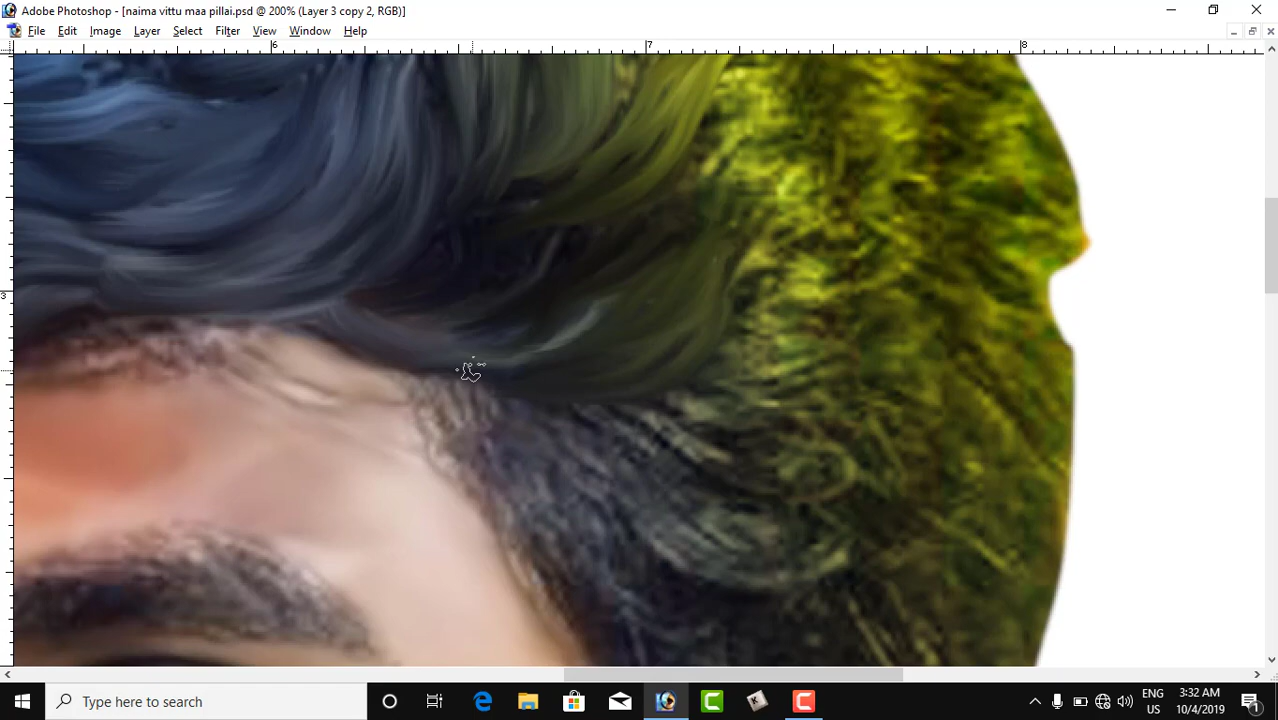 Adobe Photoshop - [naima vittu maa pillai.psd @ 200% (Layer 3 copy 2, RGB)]
File Edit Image Layer Select Filter View Window Help
6 7 8
3
Type here to search
ENG 3:32 AM
US 10/4/2019